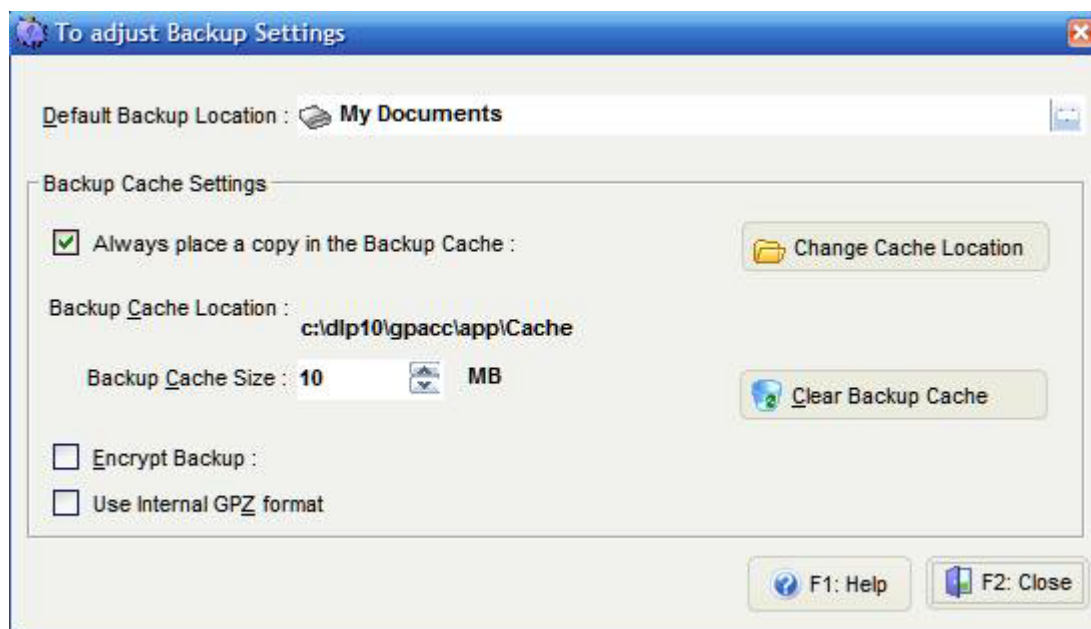 To adjust Backup Settings
Default Backup Location : My Documents
Backup Cache Settings
Always place a copy in the Backup Cache :
Change Cache Location
Backup Cache Location :
c:\dlp10\gpacc\app\Cache
Backup Cache Size : 10 MB
Clear Backup Cache
Encrypt Backup :
Use Internal GPZ format
F1: Help
F2: Close